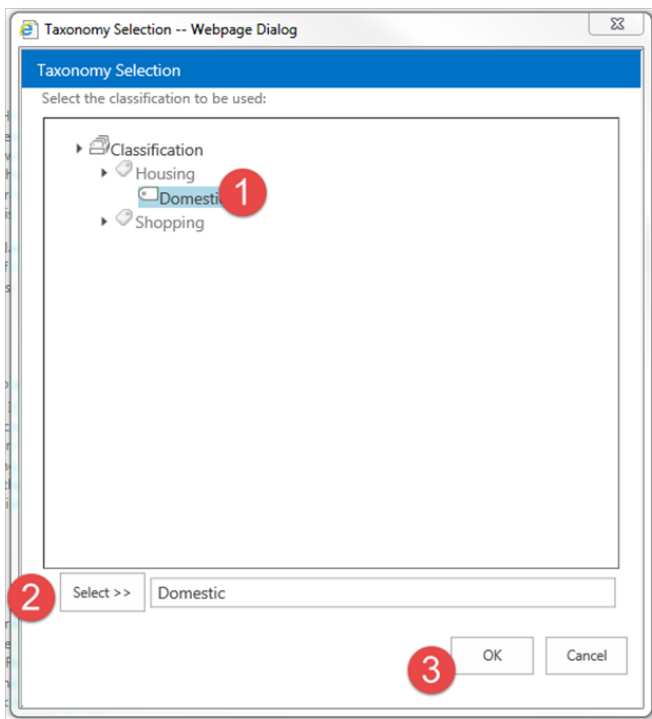 Taxonomy Selection -- Webpage Dialog
Taxonomy Selection
Select the classification to be used:
Classification
Housing
1
Domestic
Shopping
2
Select >>
Domestic
3
OK
Cancel